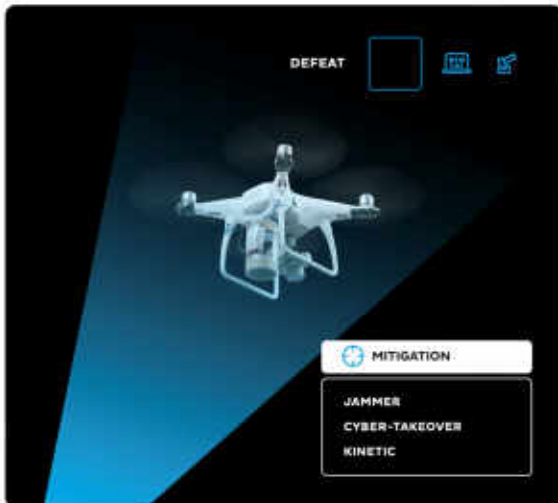 DEFEAT
MITIGATION
JAMMER
CYBER-TAKEOVER
KINETIC